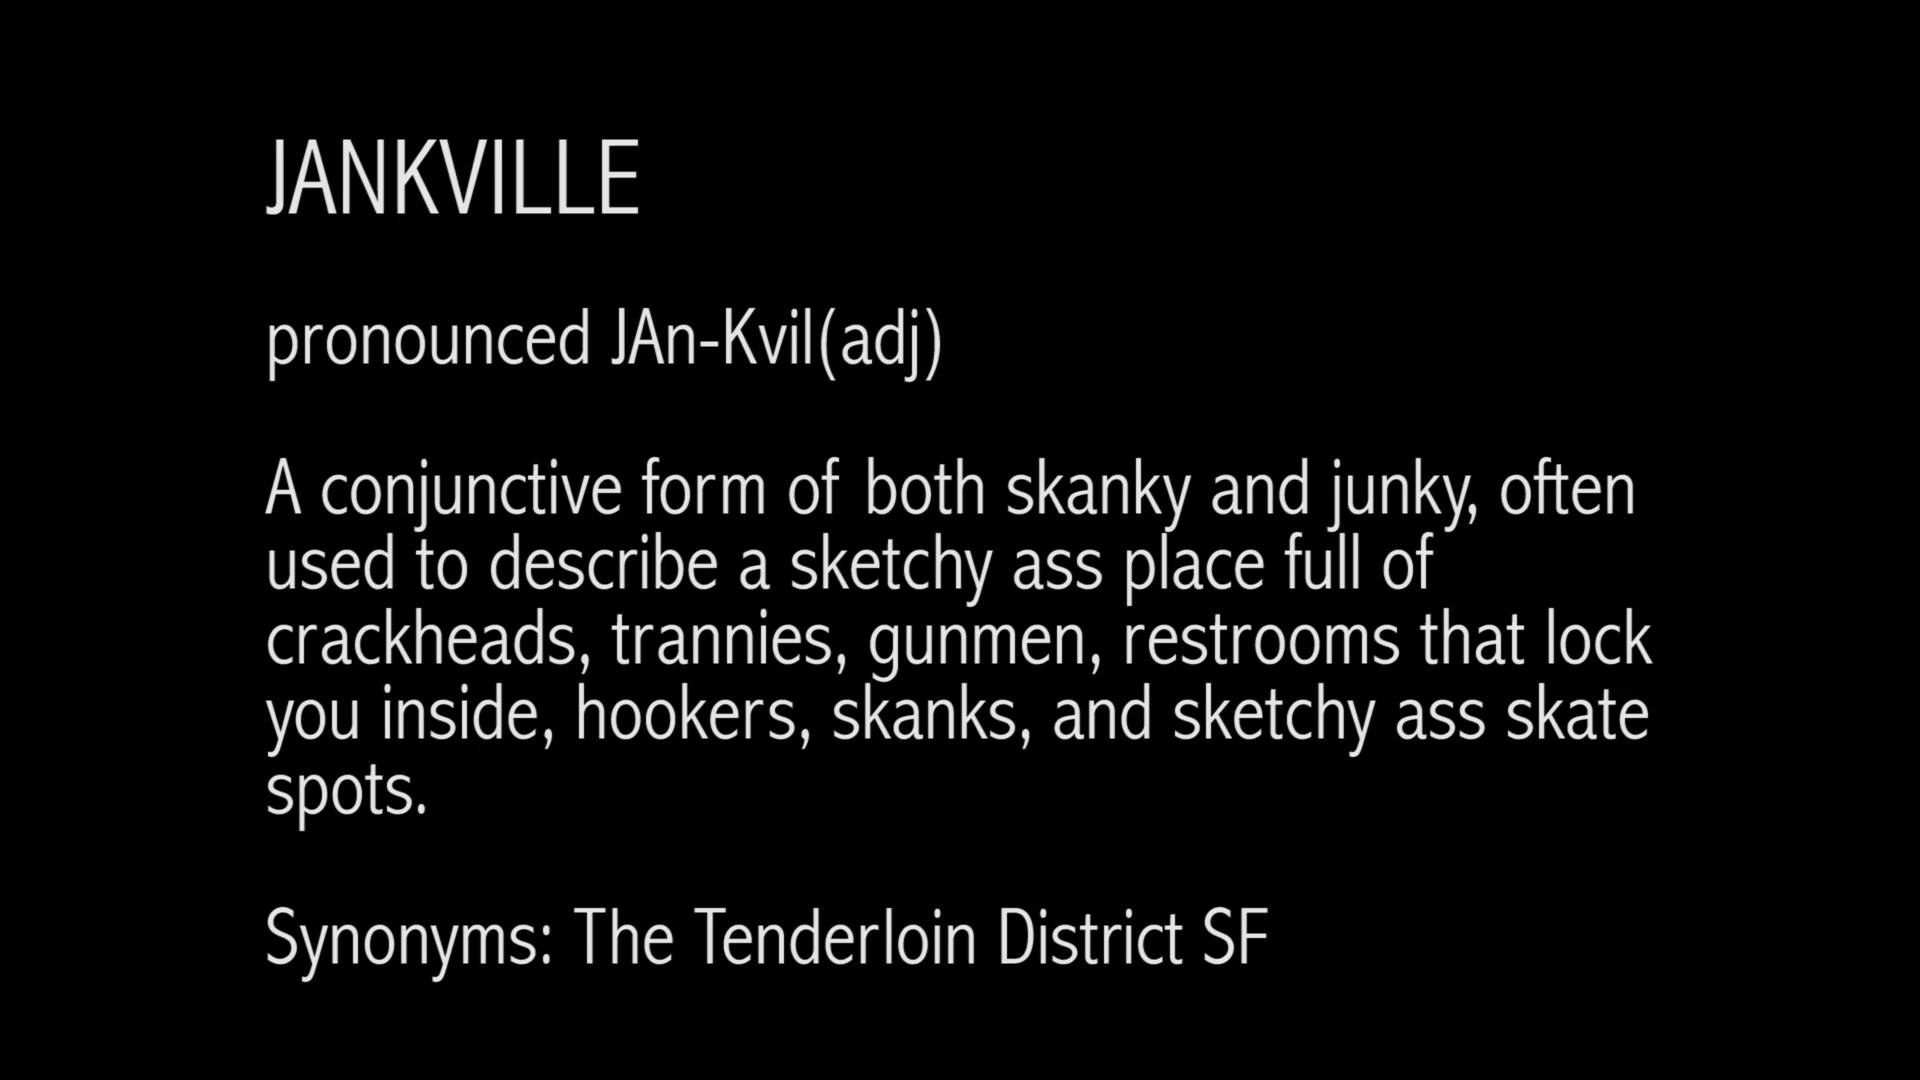 JANKVILLE
pronounced JAn-Kvil(adj)
A conjunctive form of both skanky and junky, often
used to describe a sketchy ass place full of
crackheads, trannies, gunmen, restrooms that lock
you inside, hookers, skanks, and sketchy ass skate
spots.
Synonyms: The Tenderloin District SF